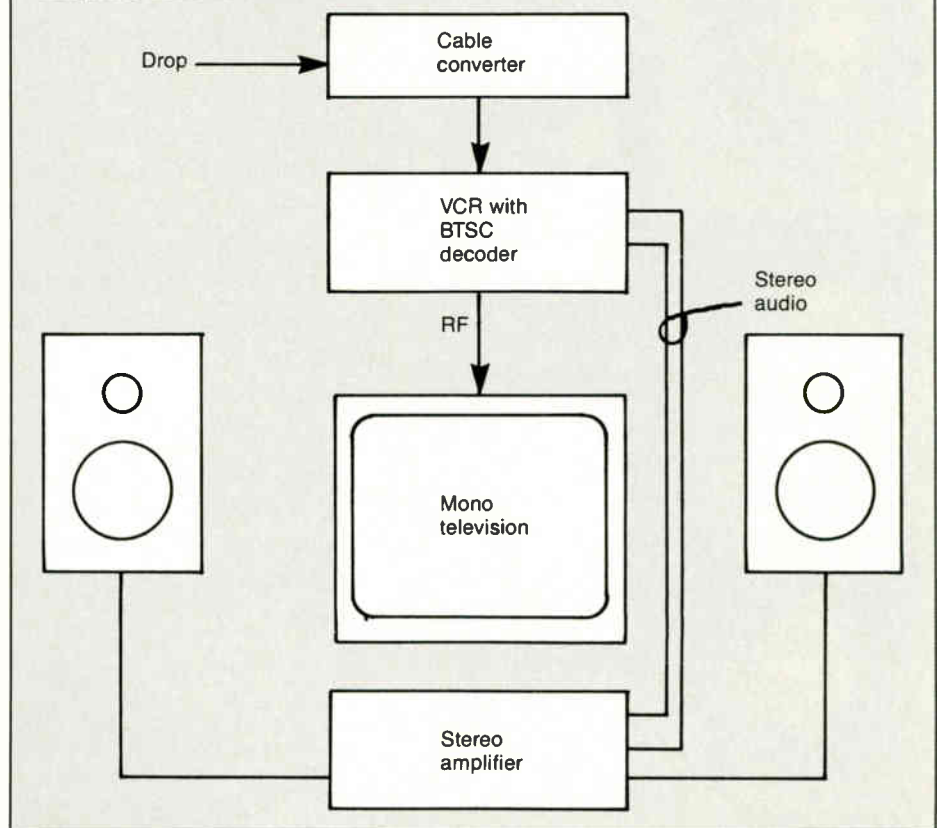 Cable
converter
Drop
VCR with
BTSC
decoder
Stereo
audio
RF
Mono
television
Stereo
amplifier